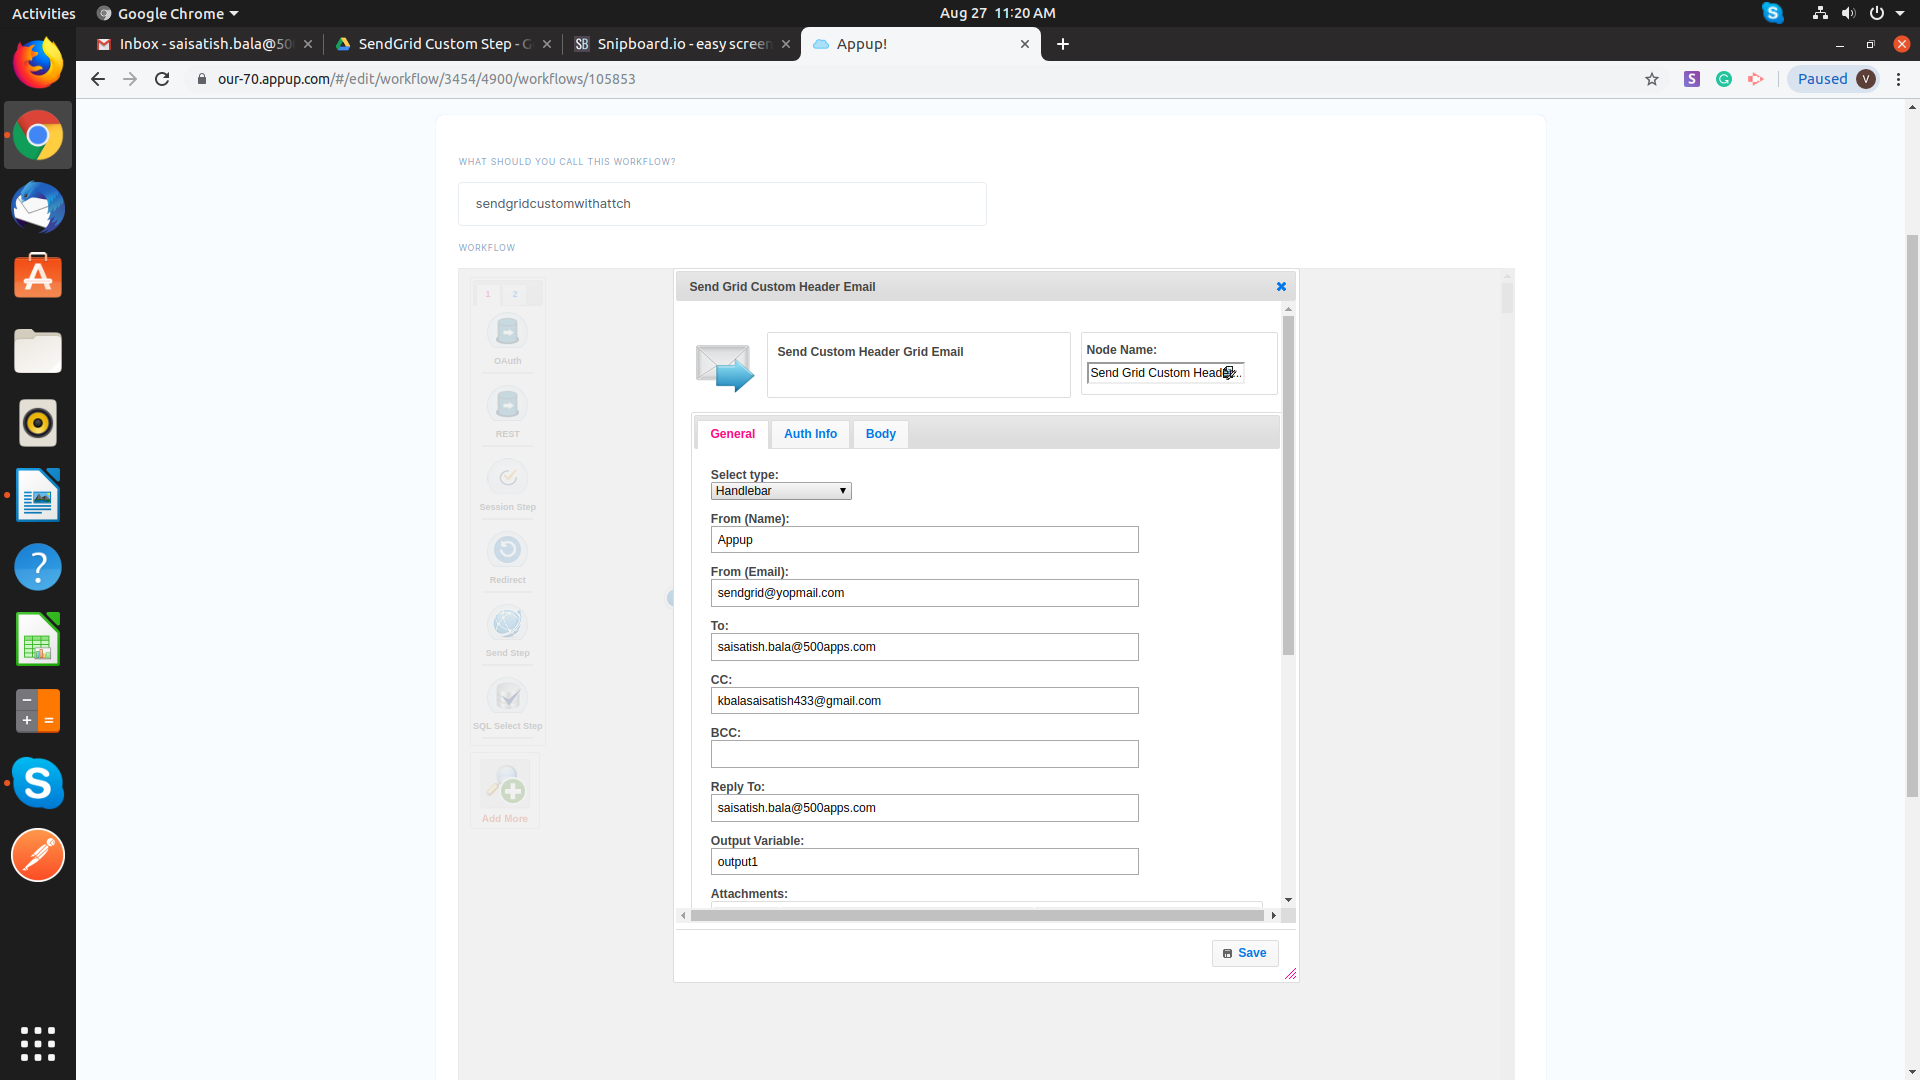 Activities
Google Chrome
Aug 27 11:20 AM
Inbox - saisatish.bala@50
SendGrid Custom Step - G
SB Snipboard.io - easy screen
Appup!
our-70.appup.com/#/edit/workflow/3454/4900/workflows/105853
S
G
Paused
V
WHAT SHOULD YOU CALL THIS WORKFLOW?
sendgridcustomwithattch
WORKFLOW
1
2
OAuth
REST
Session Step
Redirect
Send Step
SQL Select Step
Add More
Send Grid Custom Header Email
Send Custom Header Grid Email
Node Name:
Send Grid Custom Header..
General
Auth Info
Body
Select type:
Handlebar
From (Name):
Appup
From (Email):
sendgrid@yopmail.com
To:
saisatish.bala@500apps.com
CC:
kbalasaisatish433@gmail.com
BCC:
Reply To:
saisatish.bala@500apps.com
Output Variable:
output1
Attachments:
Save